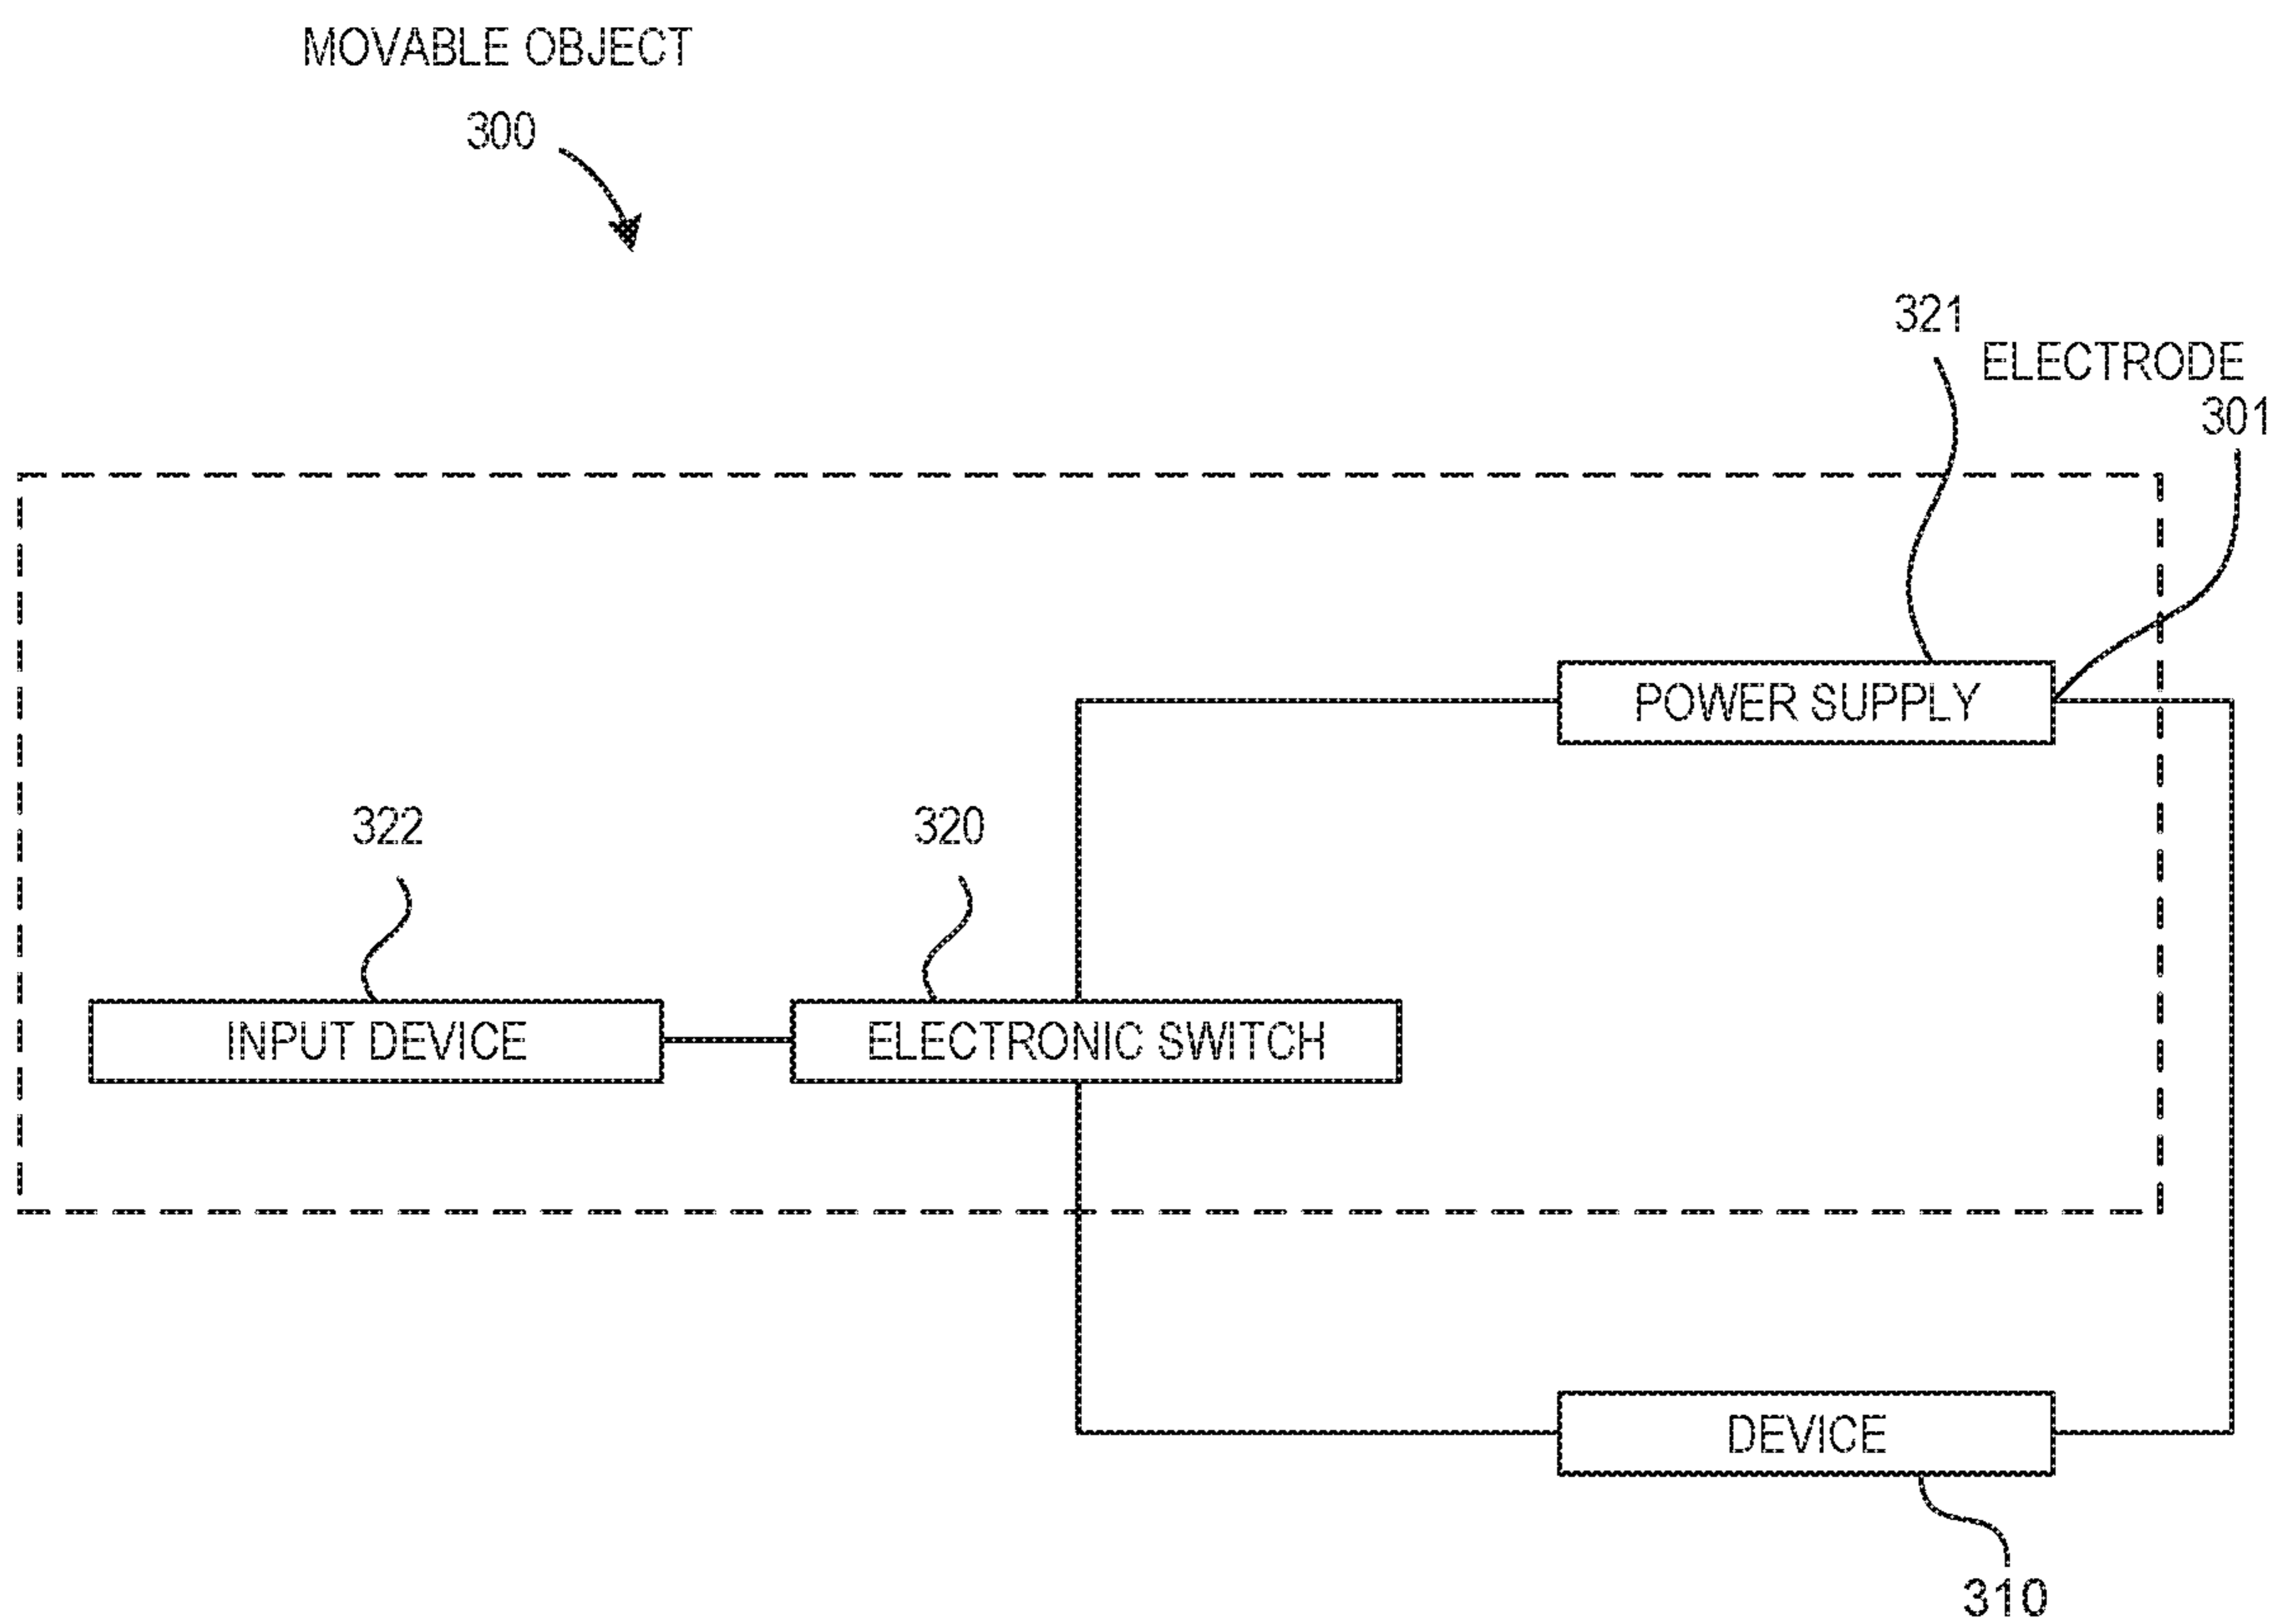 MOVABLE OBJECT
300
321
ELECTRODE
301
POWER SUPPLY
322
320
INPUT DEVICE
ELECTRONIC SWITCH
DEVICE
310